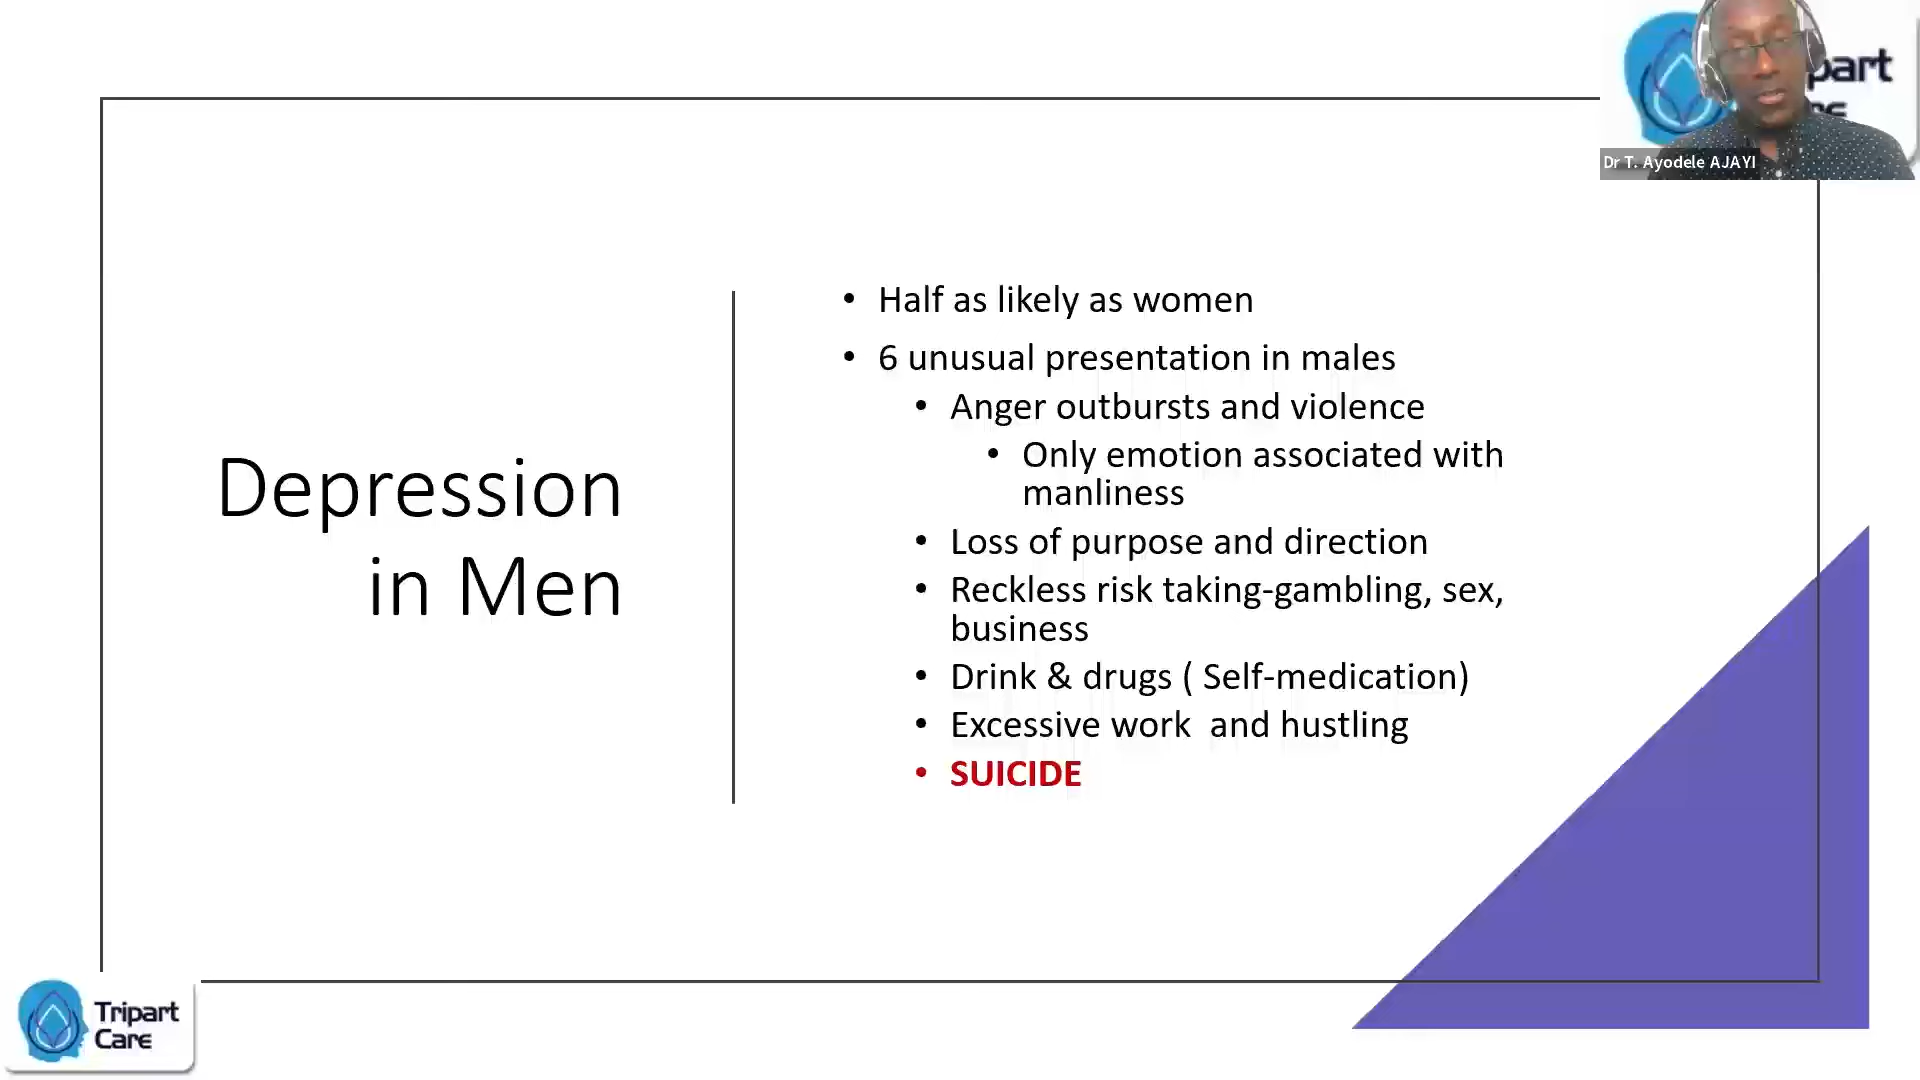 part
Dr T. Ayodele AJAYI
Depression
in Men
• Half as likely as women
• 6 unusual presentation in males
• Anger outbursts and violence
• Only emotion associated with
manliness
• Loss of purpose and direction
• Reckless risk taking-gambling, sex,
business
• Drink & drugs ( Self-medication)
• Excessive work  and hustling
• SUICIDE
Tripart
Care